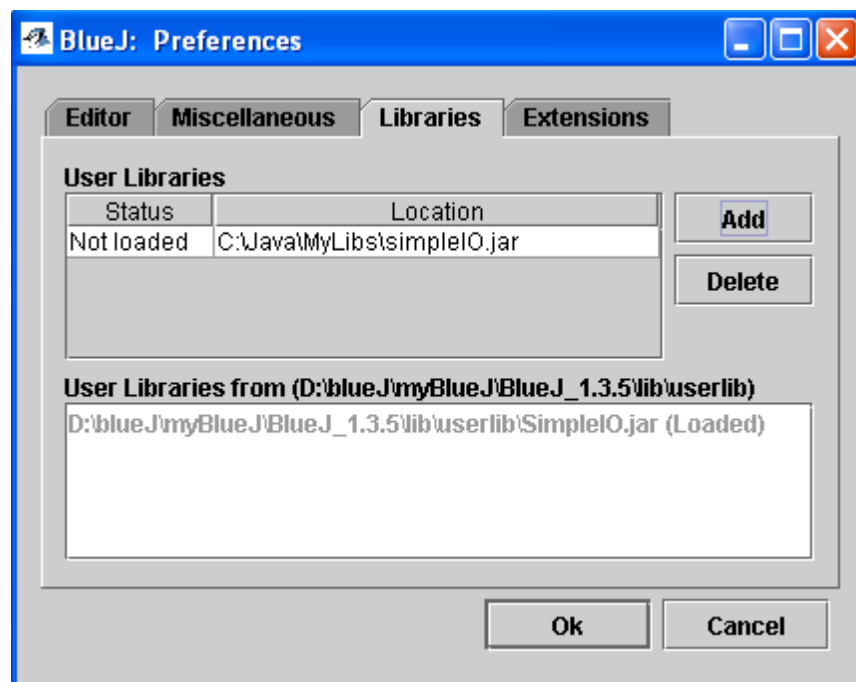 BlueJ: Preferences
Editor Miscellaneous Libraries Extensions
User Libraries
Status Location
Not loaded C:\Java\MyLibs\simpleIO.jar
Add
Delete
User Libraries from (D:\blueJ\myBlueJ\BlueJ_1.3.5\lib\userlib)
D:\blueJ\myBlueJ\BlueJ_1.3.5\lib\userlib\SimpleIO.jar (Loaded)
Ok Cancel